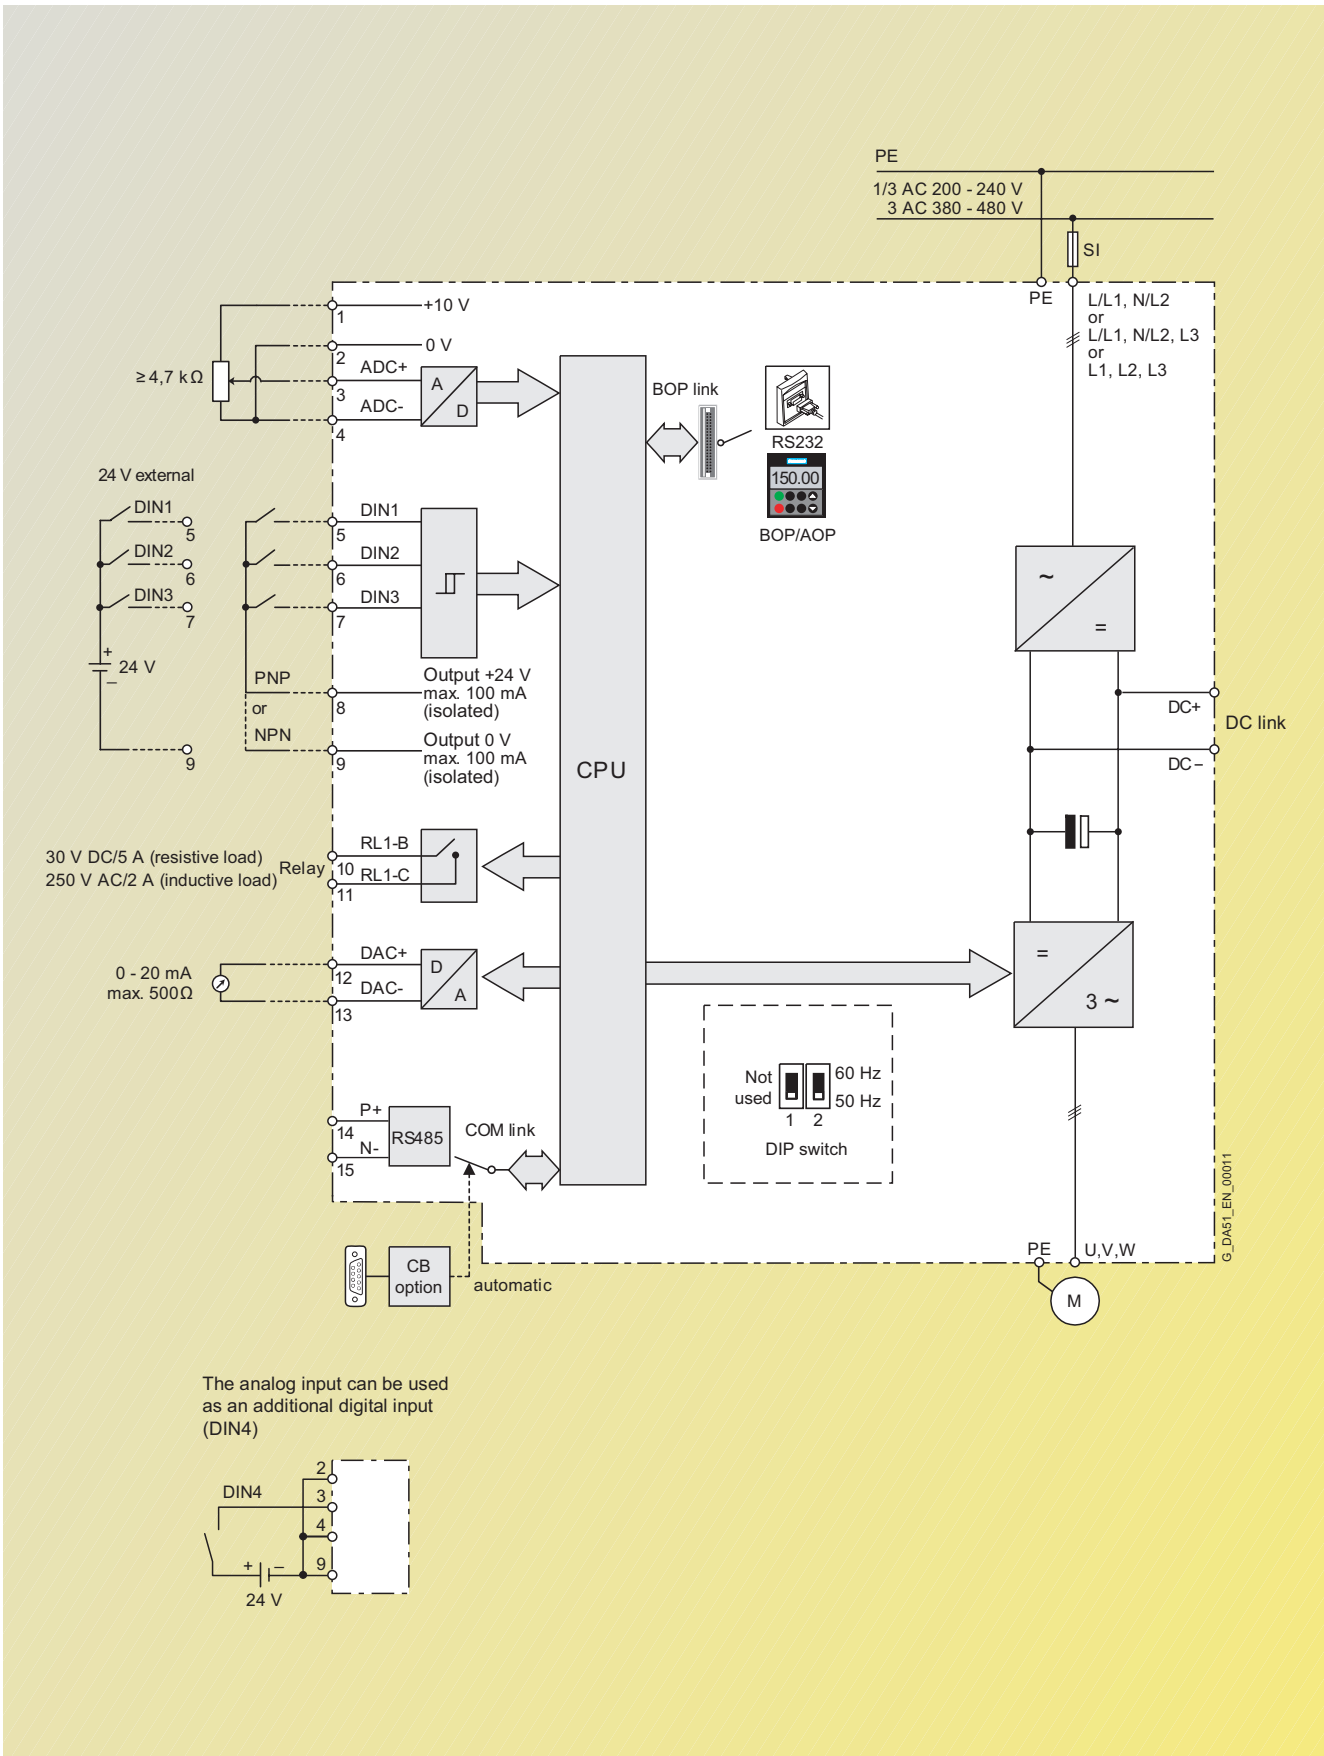 PE
1/3 AC 200 - 240 V
3 AC 380 - 480 V
SI
PE
L/L1, N/L2
or
L/L1, N/L2, L3
or
L1, L2, L3
1
+10 V
2
0 V
≥ 4,7 kΩ
ADC+
3
ADC-
4
A
D
BOP link
RS232
150.00
BOP/AOP
24 V external
DIN1
5
DIN2
6
DIN3
7
+
24 V
–
9
DIN1
5
DIN2
6
DIN3
7
PNP
or
NPN
8
Output +24 V
max. 100 mA
(isolated)
9
Output 0 V
max. 100 mA
(isolated)
CPU
~
=
DC+
DC link
DC–
30 V DC/5 A (resistive load)
250 V AC/2 A (inductive load)
Relay
RL1-B
10
RL1-C
11
0 - 20 mA
max. 500Ω
DAC+
12
DAC-
13
D
A
=
3 ~
Not
used
60 Hz
50 Hz
1 2
DIP switch
P+
14
N-
15
RS485
COM link
CB
option
automatic
PE
U,V,W
M
G_DA51_EN_00011
The analog input can be used
as an additional digital input
(DIN4)
DIN4
2
3
4
9
+ –
24 V